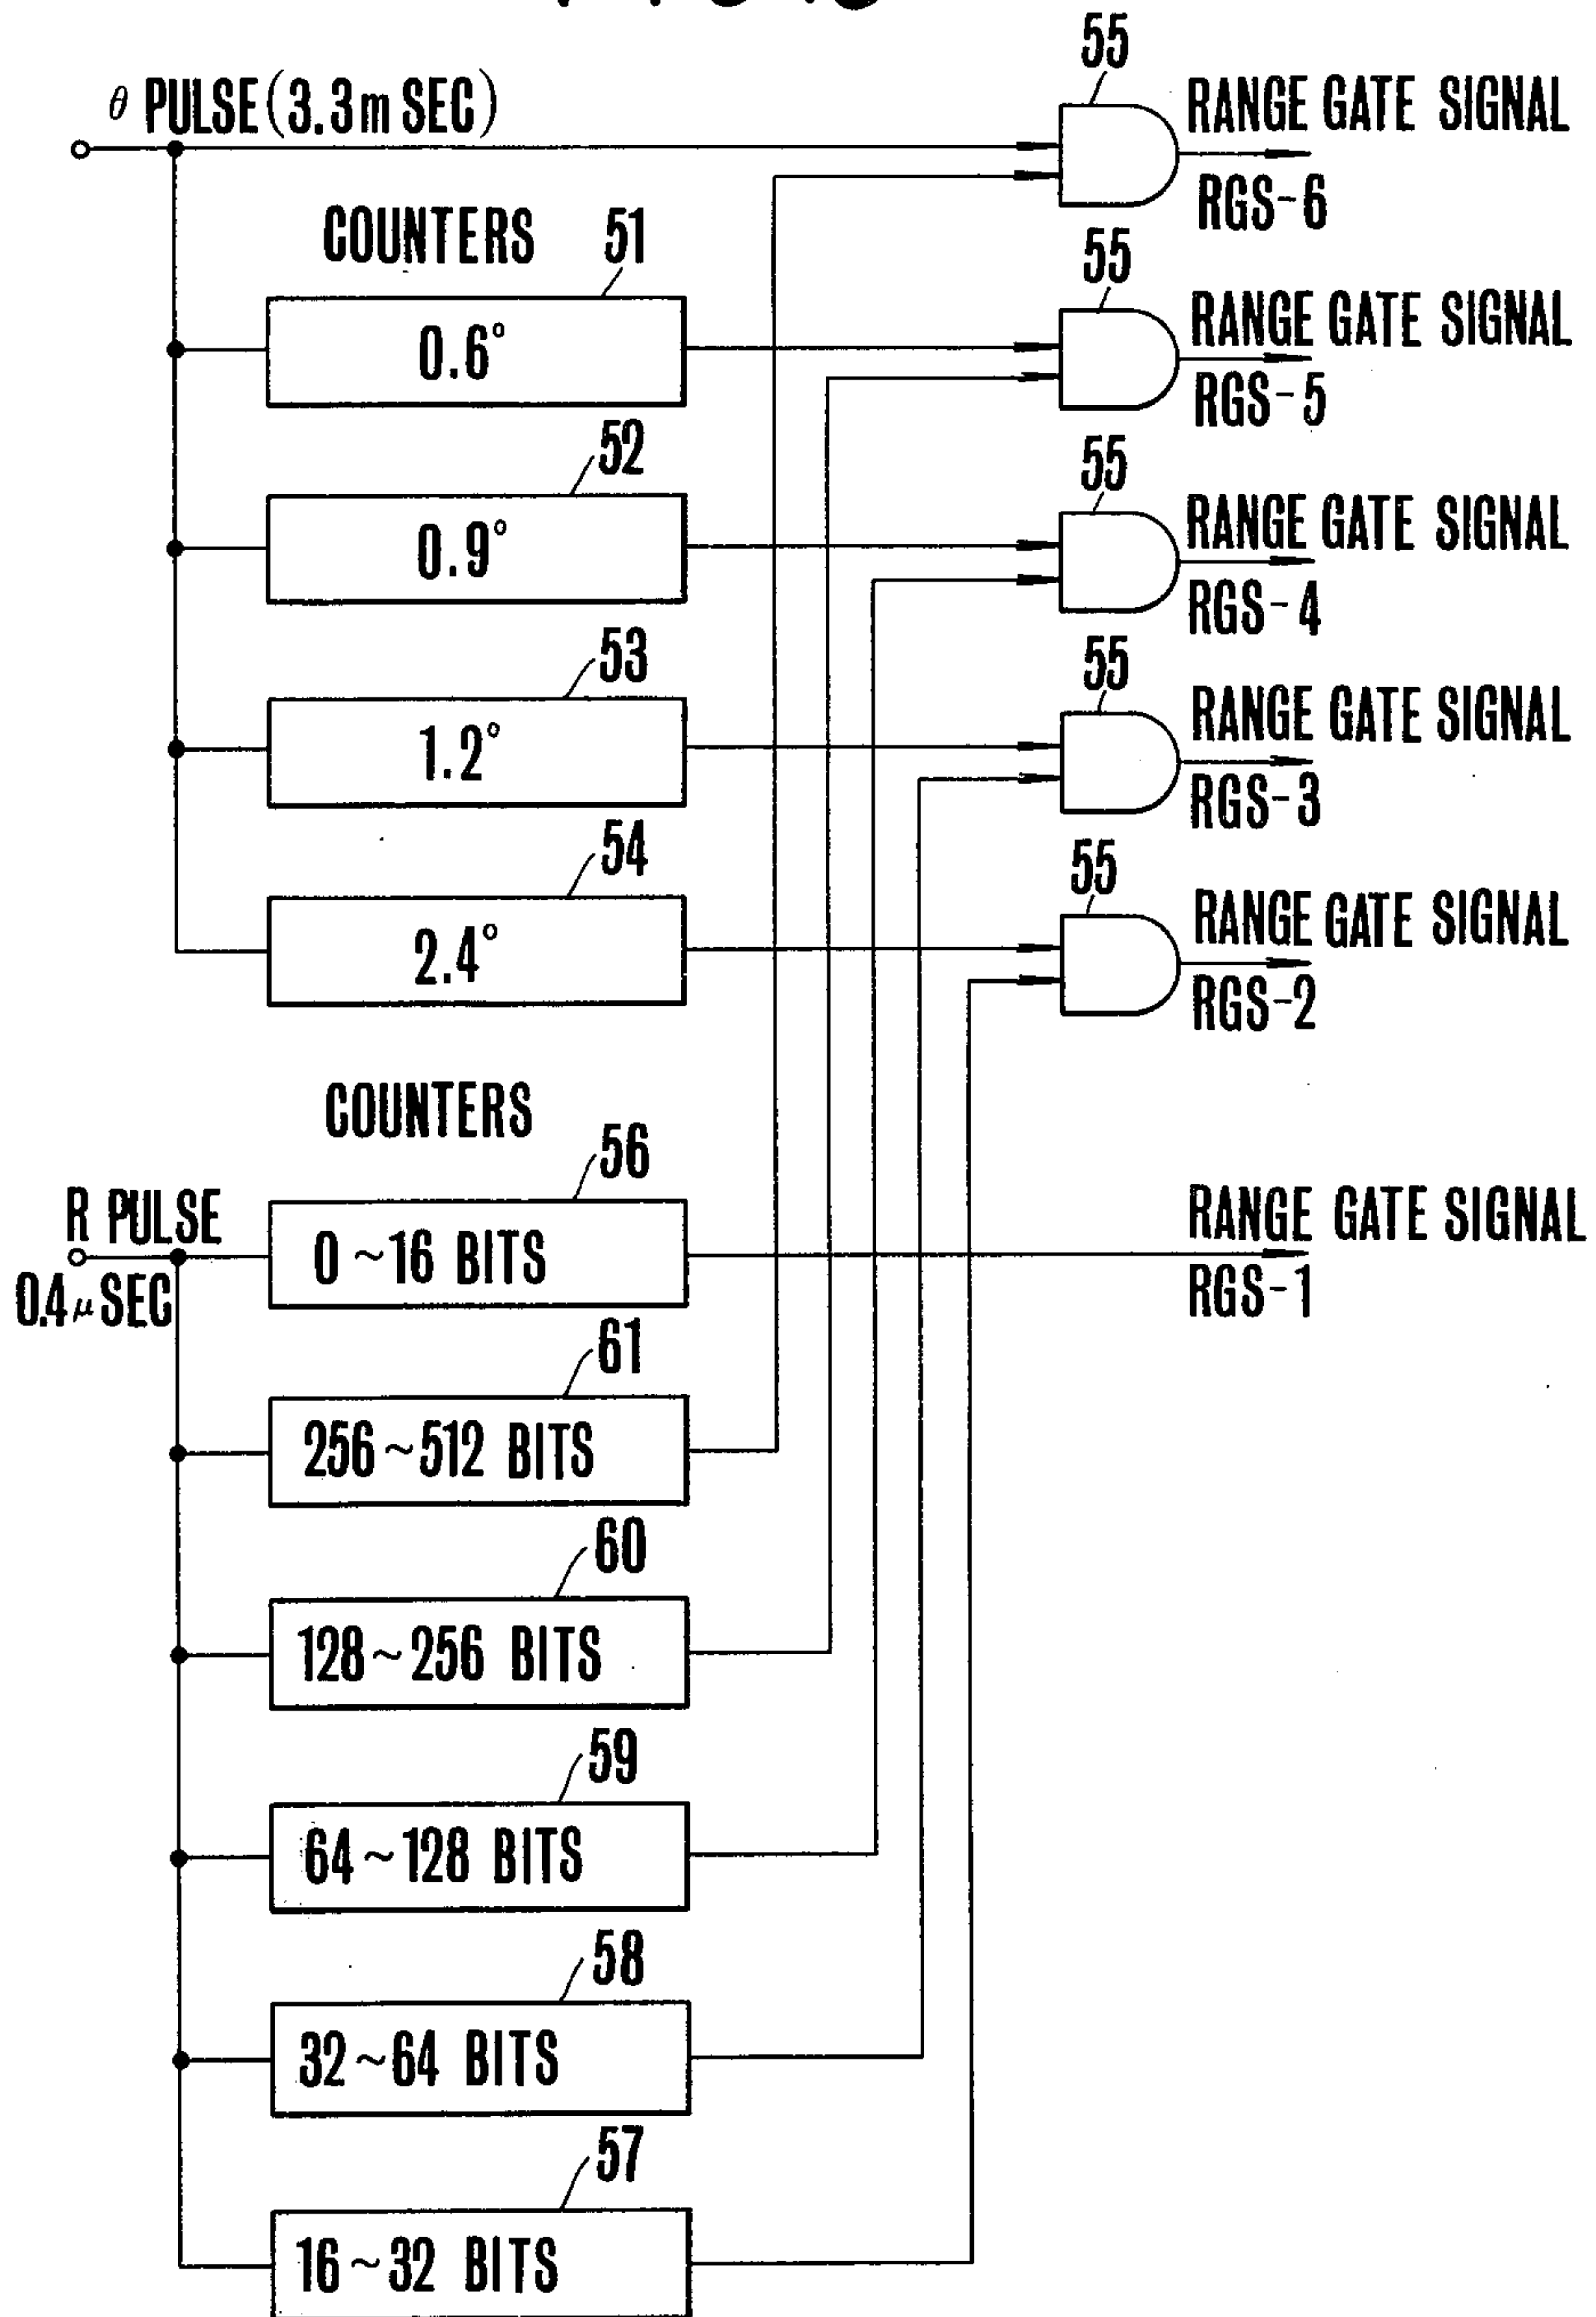 55
θ PULSE (3.3m SEC)
RANGE GATE SIGNAL
RGS-6
COUNTERS
51
55
0.6°
RANGE GATE SIGNAL
RGS-5
52
55
0.9°
RANGE GATE SIGNAL
RGS-4
53
55
1.2°
RANGE GATE SIGNAL
RGS-3
54
55
2.4°
RANGE GATE SIGNAL
RGS-2
COUNTERS
56
R PULSE
0.4μSEC
0~16 BITS
RANGE GATE SIGNAL
RGS-1
61
256~512 BITS
60
128~256 BITS
59
64~128 BITS
58
32~64 BITS
57
16~32 BITS